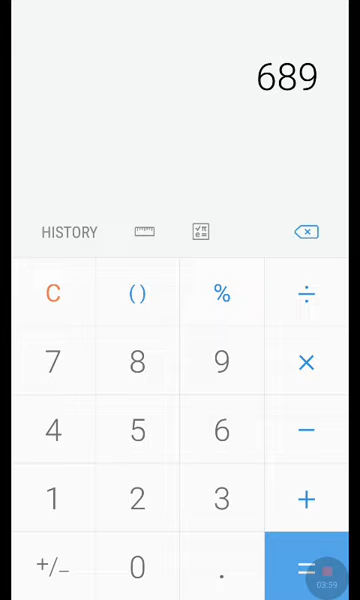 689
HISTORY
C ( ) % ÷
7 8 9 ×
4 5 6 −
1 2 3 +
+/− 0 . =
03:59